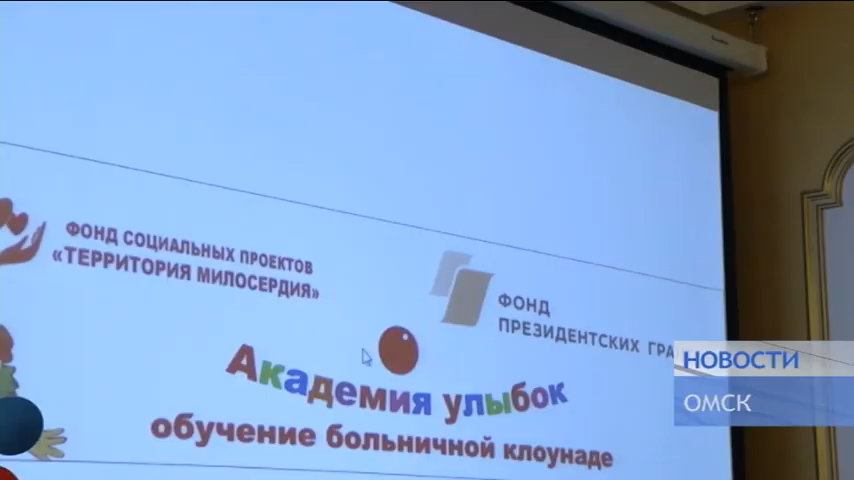 ФОНД СОЦИАЛЬНЫХ ПРОЕКТОВ
«ТЕРРИТОРИЯ МИЛОСЕРДИЯ»
ФОНД
ПРЕЗИДЕНТСКИХ
Академия улыбок
обучение больничной клоунаде
НОВОСТИ
ОМСК